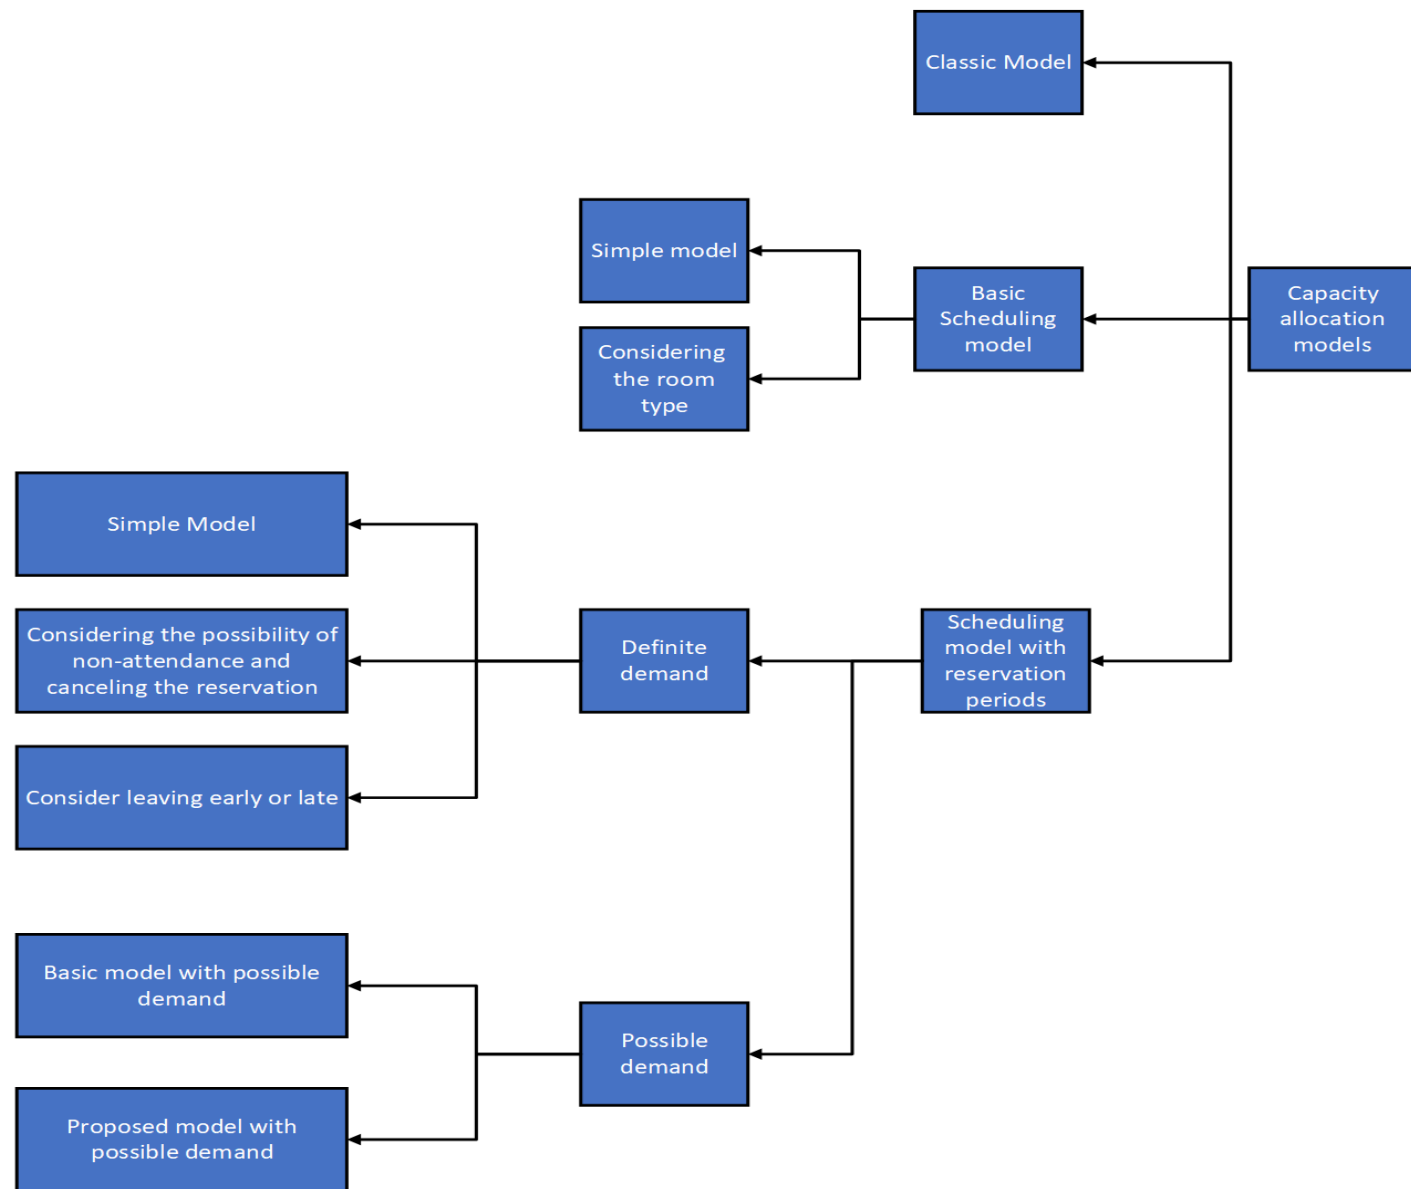 Classic Model
Simple model
Basic
Scheduling
model
Capacity
allocation
models
Considering
the room
type
Simple Model
Considering the possibility of
non-attendance and
canceling the reservation
Definite
demand
Scheduling
model with
reservation
periods
Consider leaving early or late
Basic model with possible
demand
Possible
demand
Proposed model with
possible demand